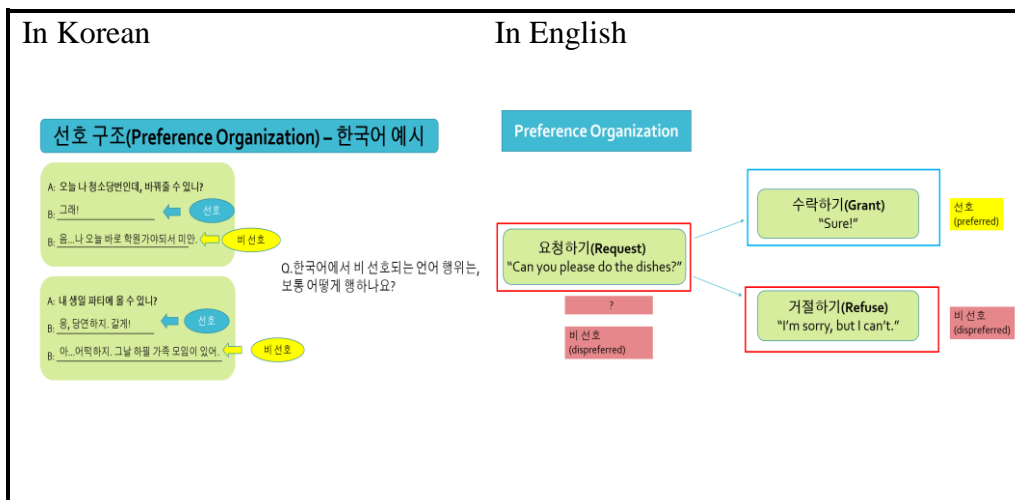 In Korean
선호 구조(Preference Organization) – 한국어 예시
A: 오늘 나 청소당번인데, 바꿔줄 수 있니?
B: 그래!
선호
B: 음...나 오늘 바로 학원가야되서 미안.
비 선호
Q.한국어에서 비 선호되는 언어 행위는,
보통 어떻게 행하나요?
A: 내 생일 파티에 올 수 있니?
B: 응, 당연하지. 갈게!
선호
B: 아...어떡하지. 그날 하필 가족 모임이 있어.
비 선호
In English
Preference Organization
요청하기(Request)
“Can you please do the dishes?”
?
비 선호
(dispreferred)
수락하기(Grant)
“Sure!”
선호
(preferred)
거절하기(Refuse)
“I’m sorry, but I can’t.”
비 선호
(dispreferred)